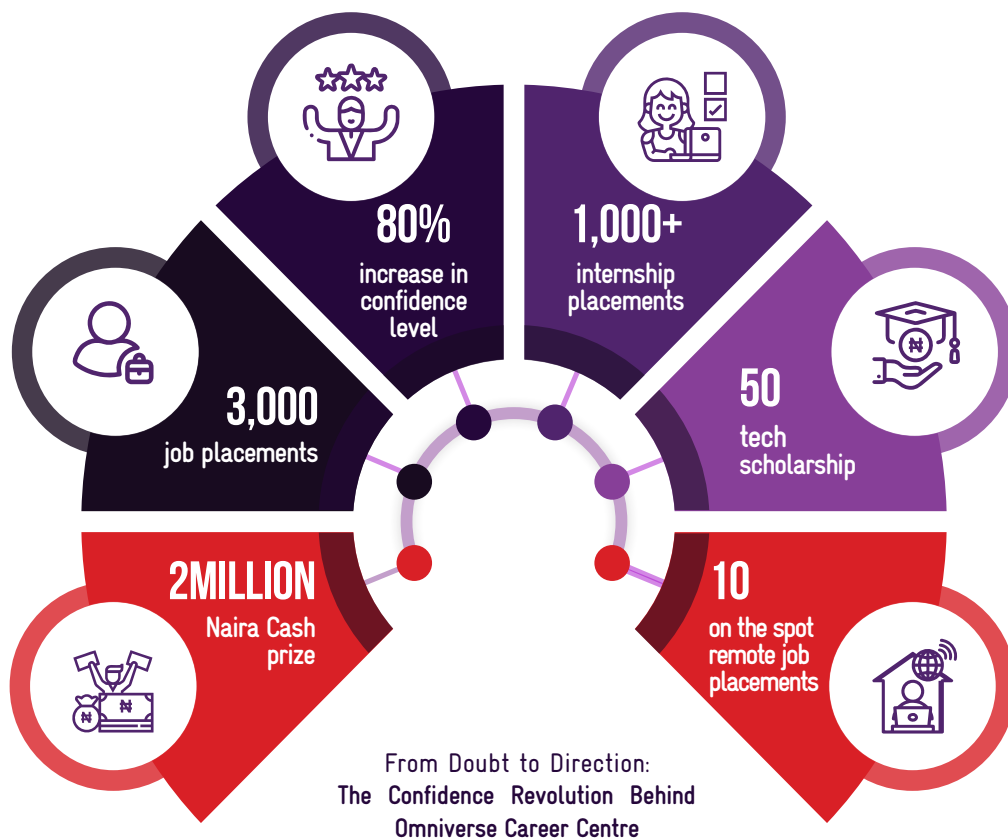 80%
increase in
confidence
level
1,000+
internship
placements
3,000
job placements
50
tech
scholarship
2MILLION
Naira Cash
prize
10
on the spot
remote job
placements
From Doubt to Direction:
The Confidence Revolution Behind
Omniverse Career Centre